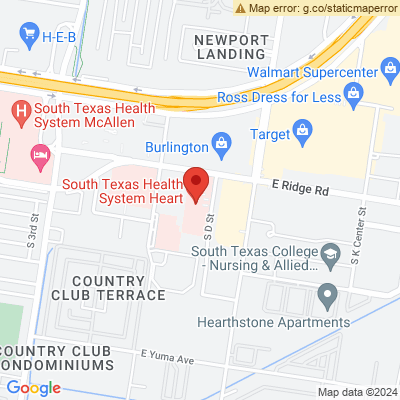 Map error: g.co/staticmaperror
H-E-B
NEWPORT
LANDING
Walmart Supercenter
Ross Dress for Less
South Texas Health
System McAllen
H
Target
Burlington
E Ridge Rd
South Texas Health
System Heart
S 3rd St
S D St
S K Center St
South Texas College
- Nursing & Allied...
COUNTRY
CLUB TERRACE
Hearthstone Apartments
COUNTRY CLUB
CONDOMINIUMS
E Yuma Ave
Map data ©2024